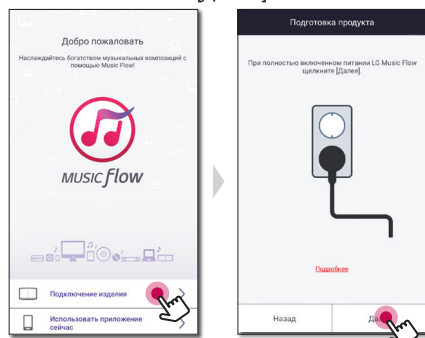 Добро пожаловать
Наслаждайтесь богатством музыкальных композиций с
помощью Music Flow!
MUSIC flow
Подключение изделия
Использовать приложение
сейчас
Подготовка продукта
При полностью включенном питании LG Music Flow
щелкните [Далее].
Подробнее
Назад